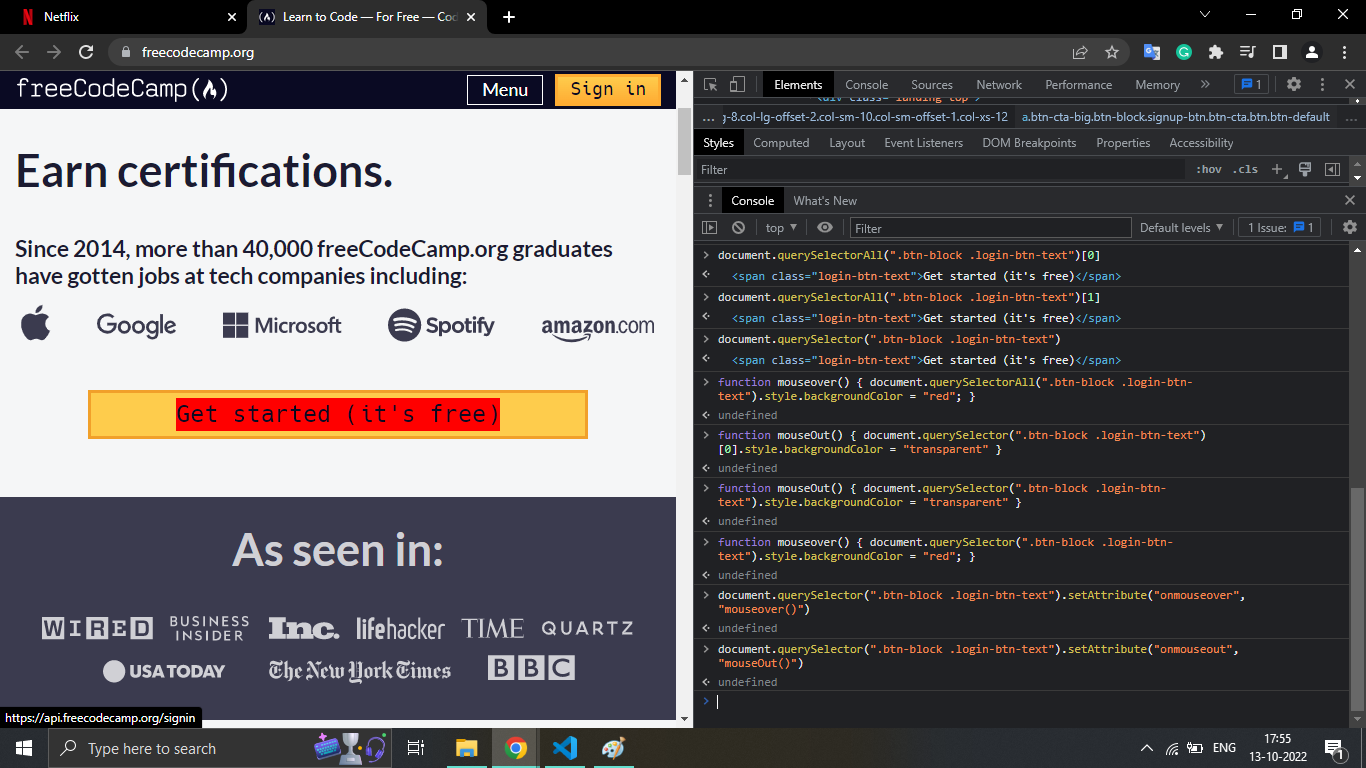 Netflix
Learn to Code — For Free — Cod
freecodecamp.org
freeCodeCamp
Menu
Sign in
Earn certifications.
Since 2014, more than 40,000 freeCodeCamp.org graduates
have gotten jobs at tech companies including:
Google
Microsoft
Spotify
amazon.com
Get started (it's free)
As seen in:
WIRED
BUSINESS
INSIDER
Inc.
lifehacker
TIME
QUARTZ
USA TODAY
The New York Times
BBC
https://api.freecodecamp.org/signin
Elements Console Sources Network Performance Memory » 1
… g-8.col-lg-offset-2.col-sm-10.col-sm-offset-1.col-xs-12 a.btn-cta-big.btn-block.signup-btn.btn-cta.btn.btn-default …
Styles Computed Layout Event Listeners DOM Breakpoints Properties Accessibility
Filter :hov .cls +
Console What's New
top Filter Default levels 1 Issue: 1
document.querySelectorAll(".btn-block .login-btn-text")[0]
<span class="login-btn-text">Get started (it's free)</span>
document.querySelectorAll(".btn-block .login-btn-text")[1]
<span class="login-btn-text">Get started (it's free)</span>
document.querySelector(".btn-block .login-btn-text")
<span class="login-btn-text">Get started (it's free)</span>
function mouseover() { document.querySelectorAll(".btn-block .login-btn-
text").style.backgroundColor = "red"; }
undefined
function mouseOut() { document.querySelector(".btn-block .login-btn-text")
[0].style.backgroundColor = "transparent" }
undefined
function mouseOut() { document.querySelector(".btn-block .login-btn-
text").style.backgroundColor = "transparent" }
undefined
function mouseover() { document.querySelector(".btn-block .login-btn-
text").style.backgroundColor = "red"; }
undefined
document.querySelector(".btn-block .login-btn-text").setAttribute("onmouseover",
"mouseover()")
undefined
document.querySelector(".btn-block .login-btn-text").setAttribute("onmouseout",
"mouseOut()")
undefined
Type here to search
ENG
17:55
13-10-2022
1